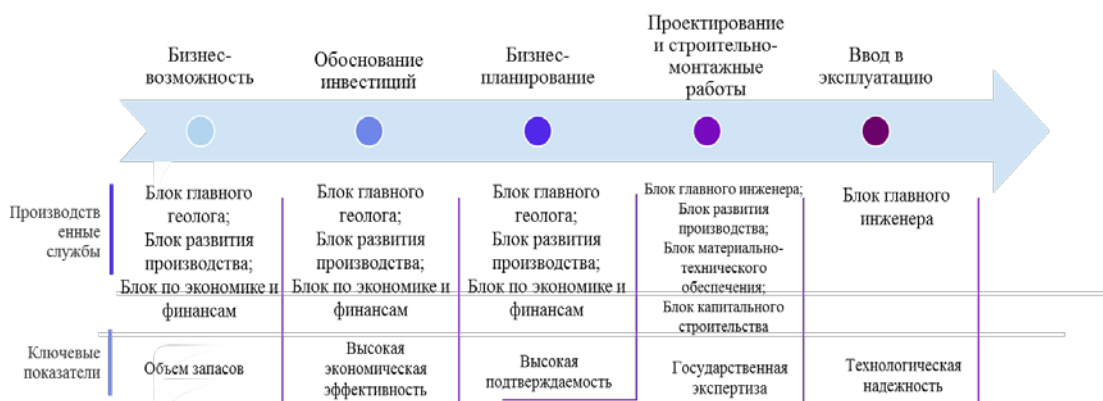 Бизнес-
возможность
Обоснование
инвестиций
Бизнес-
планирование
Проектирование
и строительно-
монтажные
работы
Ввод в
эксплуатацию
Производств
енные
службы
Блок главного
геолога;
Блок развития
производства;
Блок по экономике и
финансам
Блок главного
геолога;
Блок развития
производства;
Блок по экономике и
финансам
Блок главного
геолога;
Блок развития
производства;
Блок по экономике и
финансам
Блок главного инженера;
Блок развития
производства;
Блок материально-
технического
обеспечения;
Блок капитального
строительства
Блок главного
инженера
Ключевые
показатели
Объем запасов
Высокая
экономическая
эффективность
Высокая
подтверждаемость
Государственная
экспертиза
Технологическая
надежность